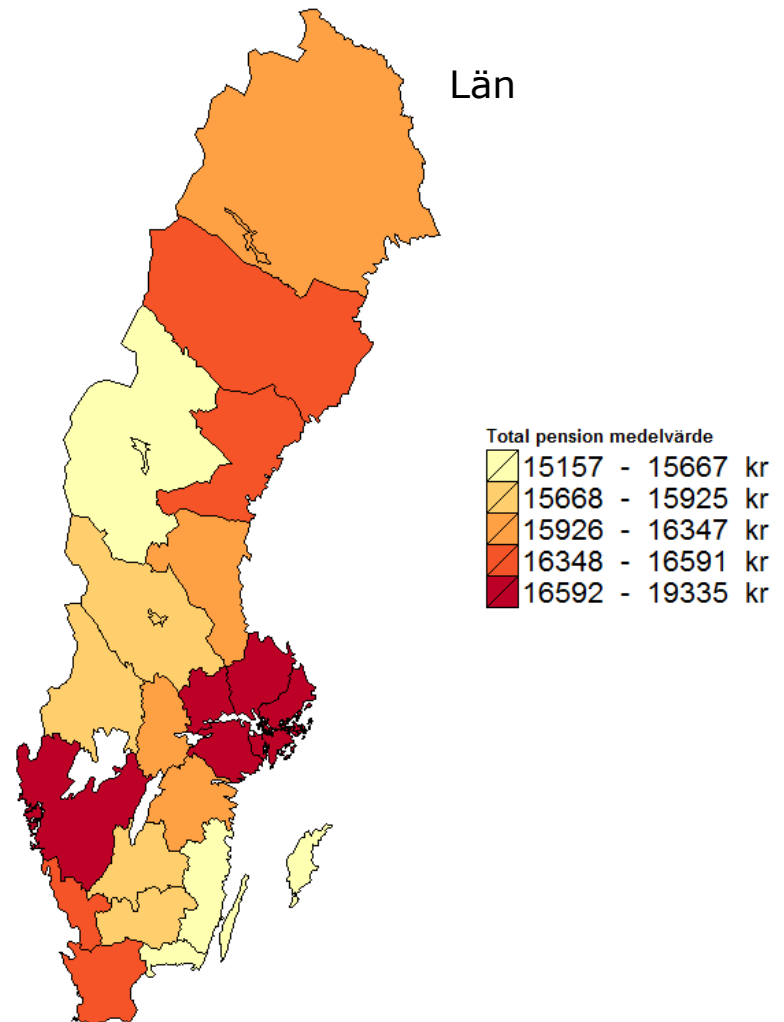 Län
Total pension medelvärde
15157 - 15667 kr
15668 - 15925 kr
15926 - 16347 kr
16348 - 16591 kr
16592 - 19335 kr